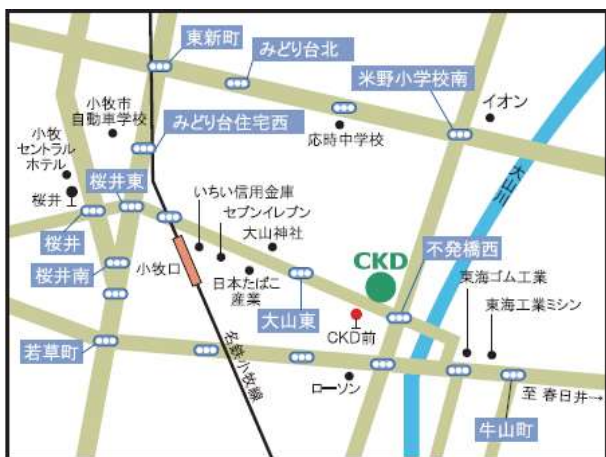 東新町
みどり台北
米野小学校南
小牧市
自動車学校
みどり台住宅西
応時中学校
イオン
小牧
セントラル
ホテル
桜井
桜井東
いちい信用金庫
セブンイレブン
大山神社
大山川
桜井
CKD
不発橋西
桜井南
小牧口
日本たばこ
産業
大山東
東海ゴム工業
東海工業ミシン
CKD前
若草町
名鉄小牧線
ローソン
至 春日井→
牛山町